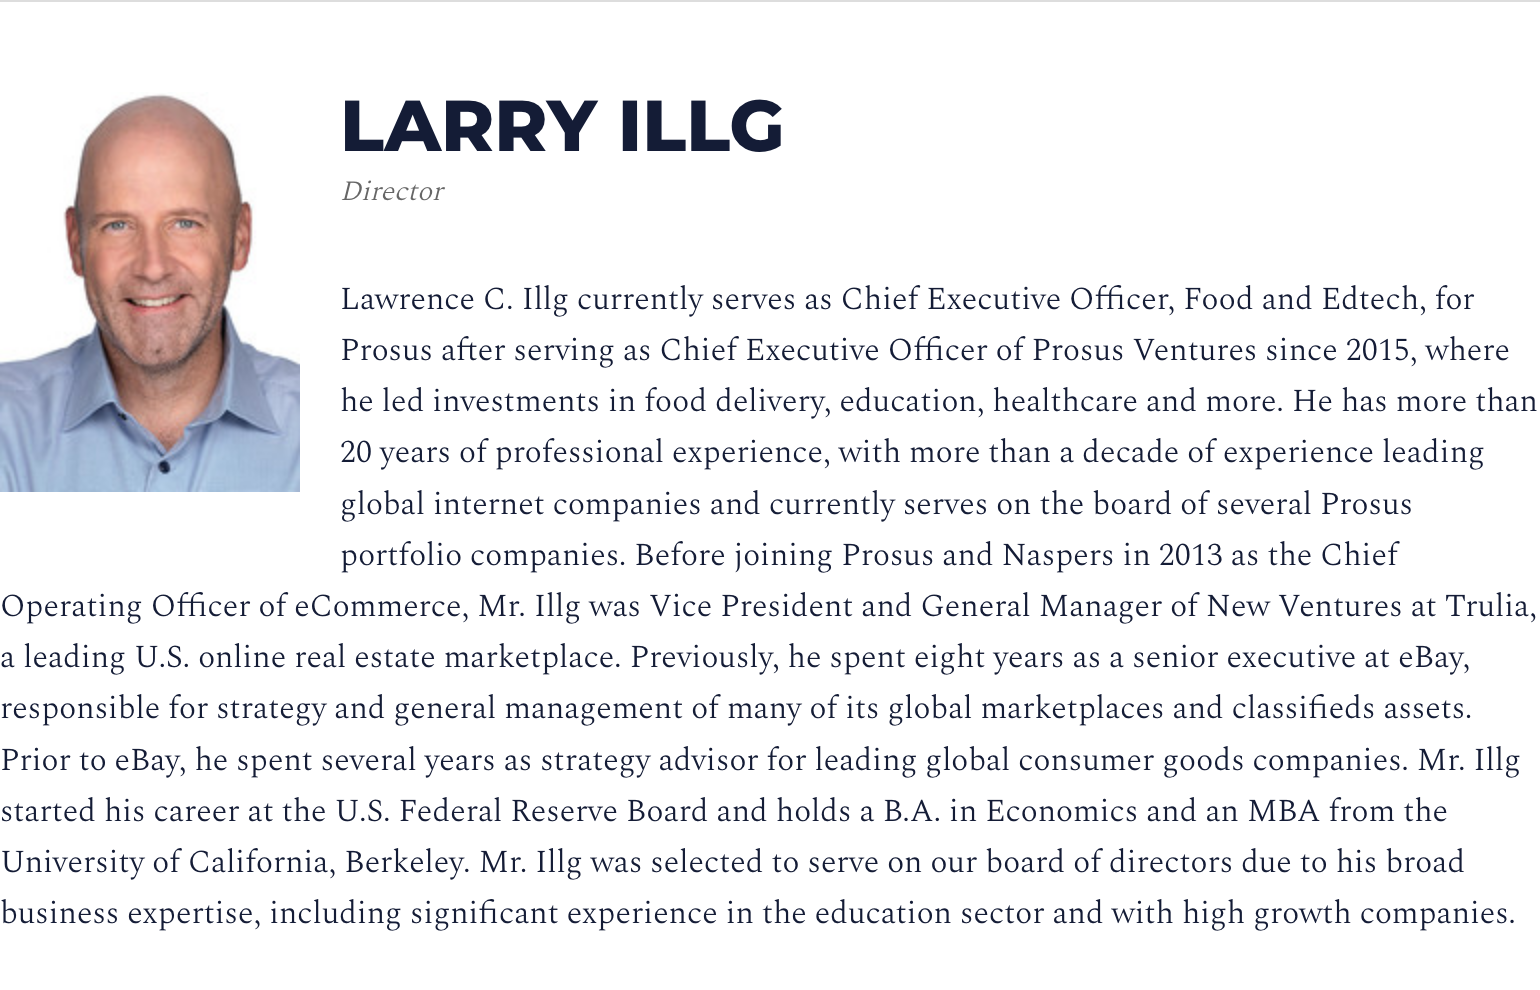 LARRY ILLG
Director
Lawrence C. Illg currently serves as Chief Executive Officer, Food and Edtech, for
Prosus after serving as Chief Executive Officer of Prosus Ventures since 2015, where
he led investments in food delivery, education, healthcare and more. He has more than
20 years of professional experience, with more than a decade of experience leading
global internet companies and currently serves on the board of several Prosus
portfolio companies. Before joining Prosus and Naspers in 2013 as the Chief
Operating Officer of eCommerce, Mr. Illg was Vice President and General Manager of New Ventures at Trulia,
a leading U.S. online real estate marketplace. Previously, he spent eight years as a senior executive at eBay,
responsible for strategy and general management of many of its global marketplaces and classifieds assets.
Prior to eBay, he spent several years as strategy advisor for leading global consumer goods companies. Mr. Illg
started his career at the U.S. Federal Reserve Board and holds a B.A. in Economics and an MBA from the
University of California, Berkeley. Mr. Illg was selected to serve on our board of directors due to his broad
business expertise, including significant experience in the education sector and with high growth companies.